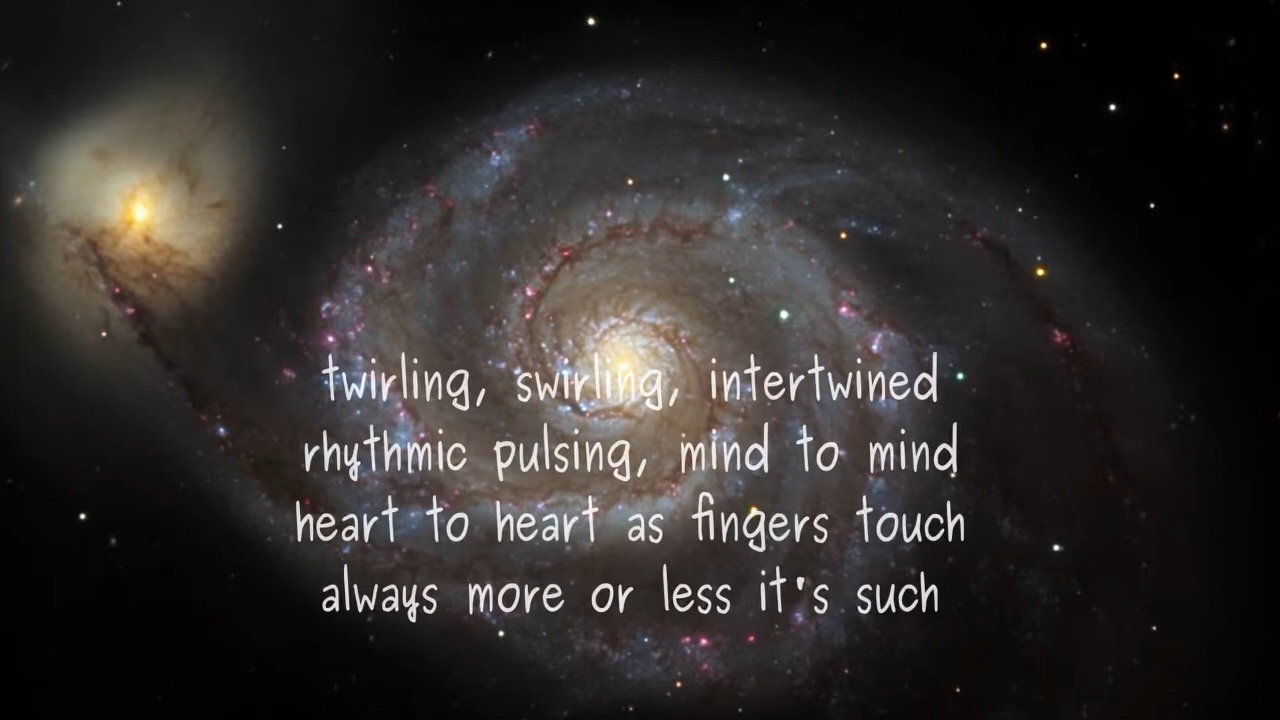 twirling, swirling, intertwined
rhythmic pulsing, mind to mind
heart to heart as fingers touch
always more or less it's such